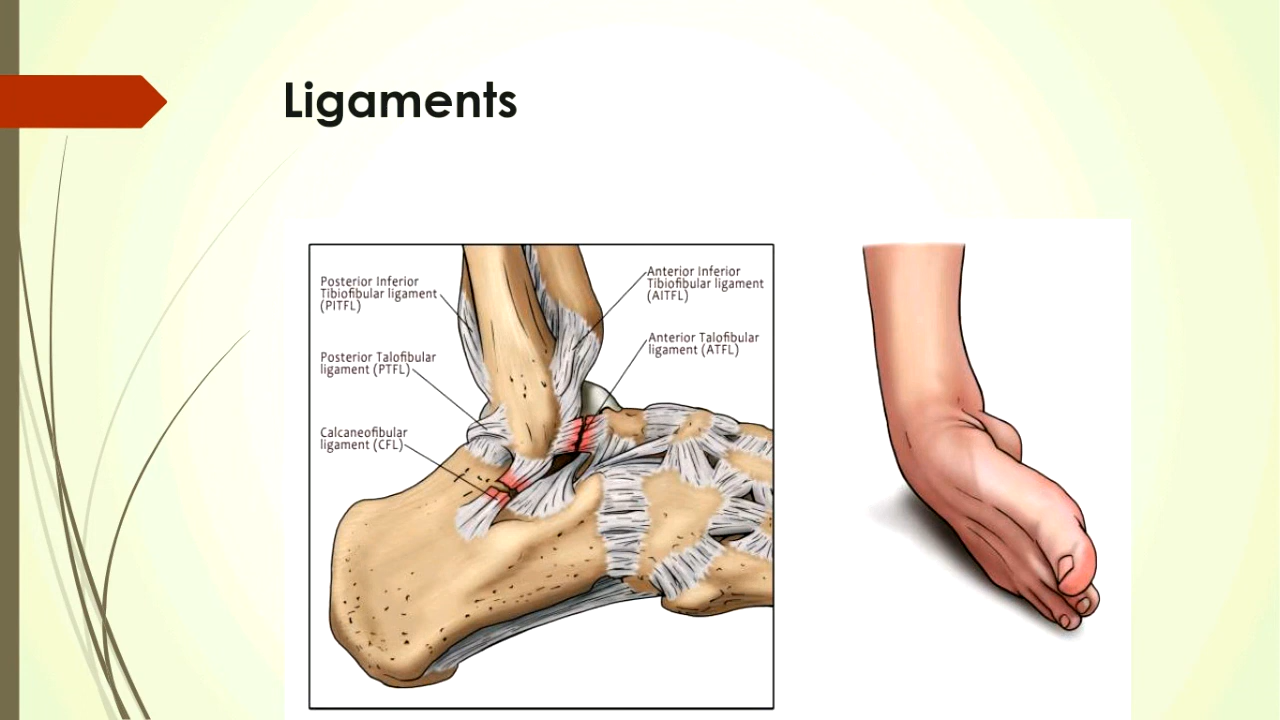 Ligaments
Posterior Inferior
Tibiofibular ligament
(PITFL)
Posterior Talofibular
ligament (PTFL)
Calcaneofibular
ligament (CFL)
Anterior Inferior
Tibiofibular ligament
(AITFL)
Anterior Talofibular
ligament (ATFL)